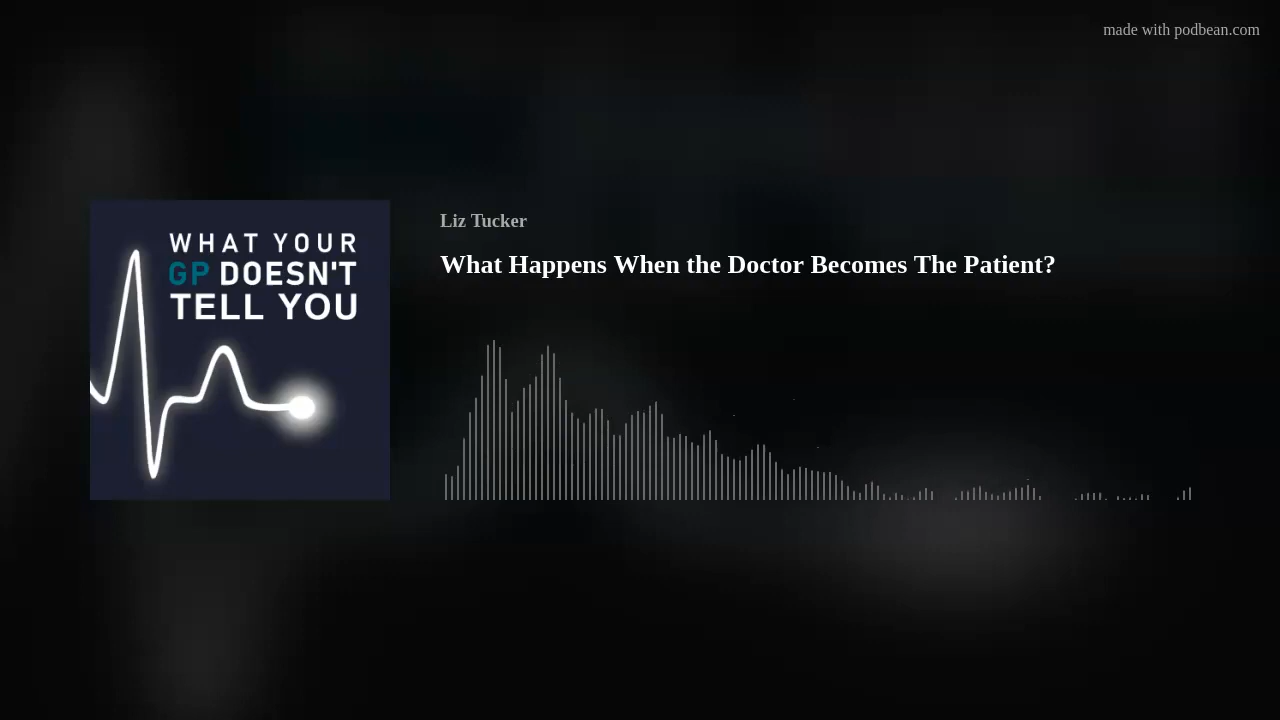 made with podbean.com
WHAT YOUR
GP DOESN'T
TELL YOU
Liz Tucker
What Happens When the Doctor Becomes The Patient?